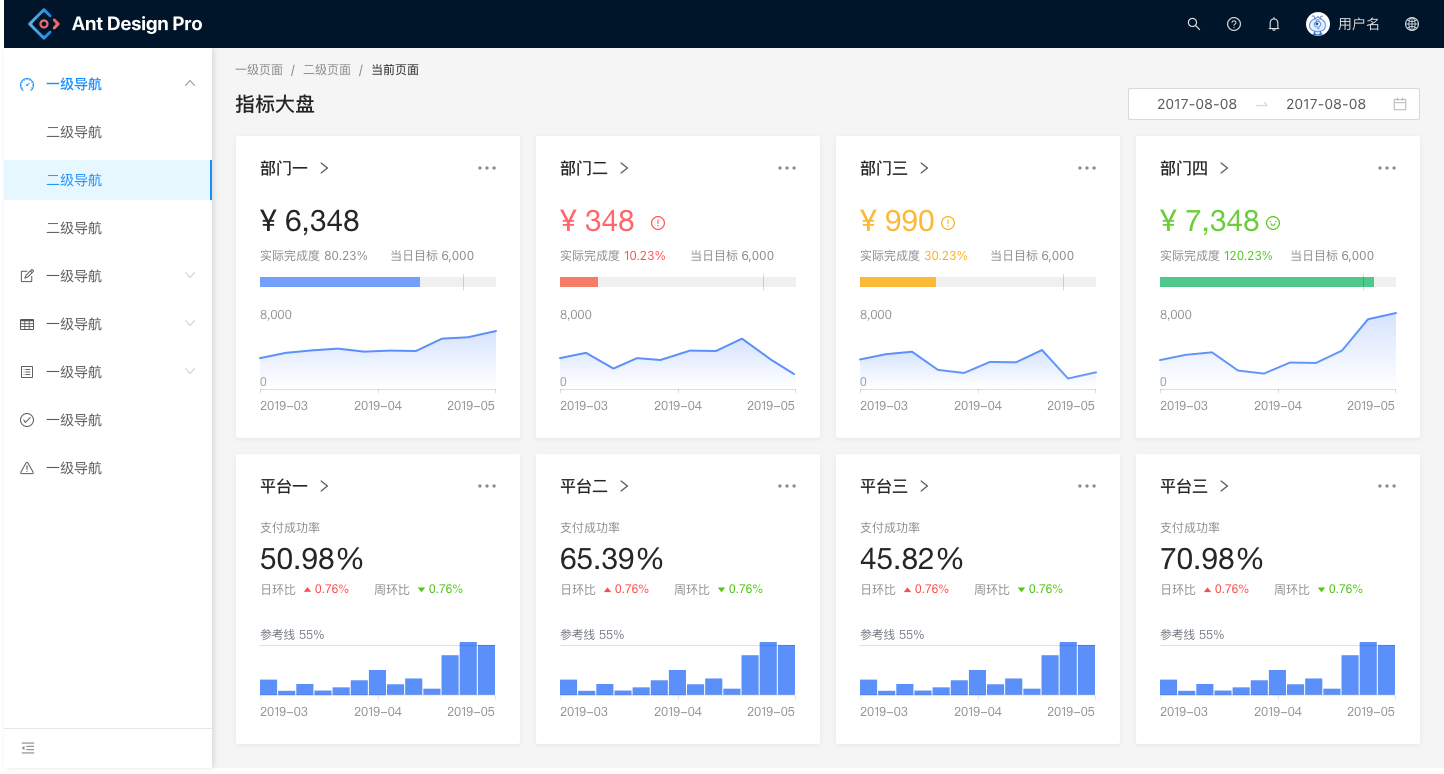 Ant Design Pro
用户名
一级导航
二级导航
二级导航
二级导航
一级导航
一级导航
一级导航
一级导航
一级导航
一级页面 / 二级页面 / 当前页面
指标大盘
2017-08-08 → 2017-08-08
部门一 >
¥ 6,348
实际完成度 80.23% 当日目标 6,000
8,000
0
2019-03 2019-04 2019-05
部门二 >
¥ 348
实际完成度 10.23% 当日目标 6,000
8,000
0
2019-03 2019-04 2019-05
部门三 >
¥ 990
实际完成度 30.23% 当日目标 6,000
8,000
0
2019-03 2019-04 2019-05
部门四 >
¥ 7,348
实际完成度 120.23% 当日目标 6,000
8,000
0
2019-03 2019-04 2019-05
平台一 >
支付成功率
50.98%
日环比 0.76% 周环比 0.76%
参考线 55%
2019-03 2019-04 2019-05
平台二 >
支付成功率
65.39%
日环比 0.76% 周环比 0.76%
参考线 55%
2019-03 2019-04 2019-05
平台三 >
支付成功率
45.82%
日环比 0.76% 周环比 0.76%
参考线 55%
2019-03 2019-04 2019-05
平台三 >
支付成功率
70.98%
日环比 0.76% 周环比 0.76%
参考线 55%
2019-03 2019-04 2019-05